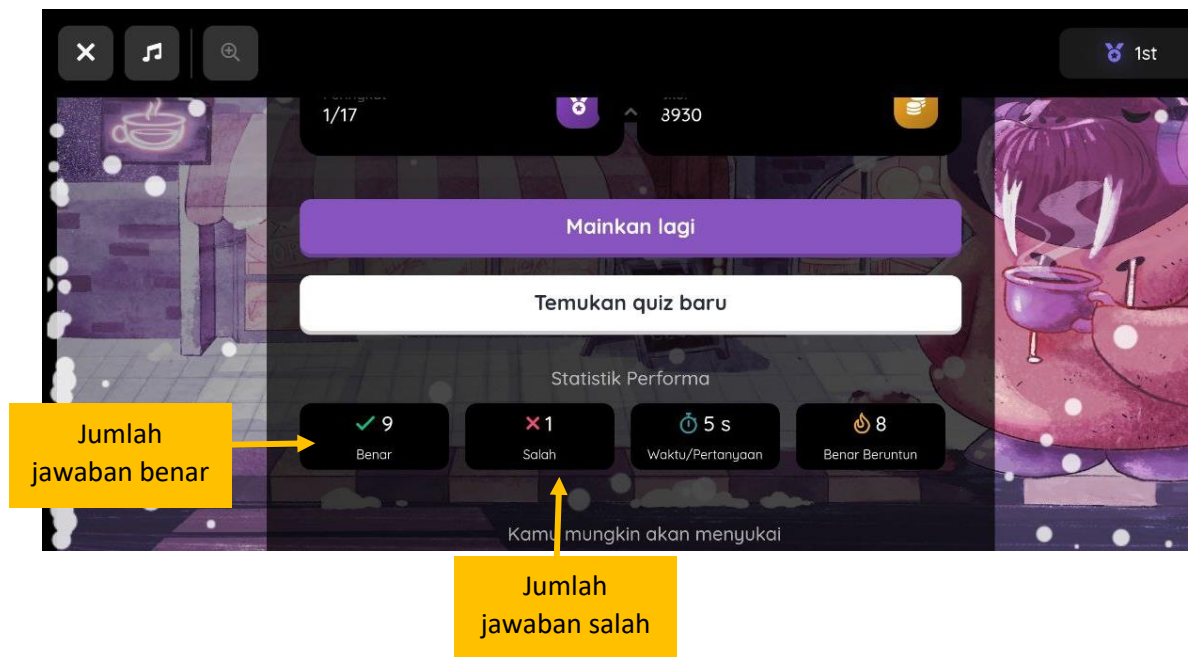 1st
1/17
8930
Mainkan lagi
Temukan quiz baru
Statistik Performa
9
Benar
1
Salah
5 s
Waktu/Pertanyaan
8
Benar Beruntun
Jumlah
jawaban benar
Kamu mungkin akan menyukai
Jumlah
jawaban salah